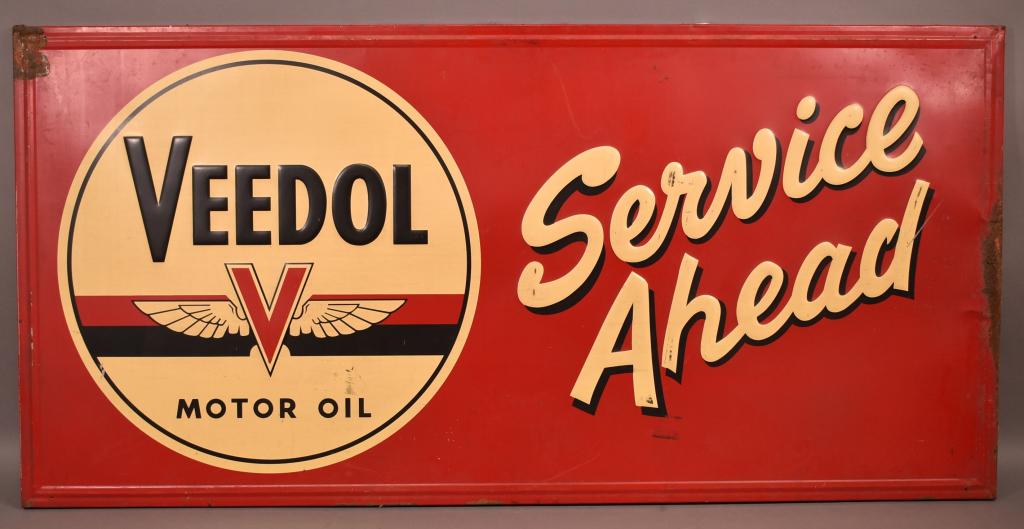 VEEDOL
V
MOTOR OIL
Service
Ahead